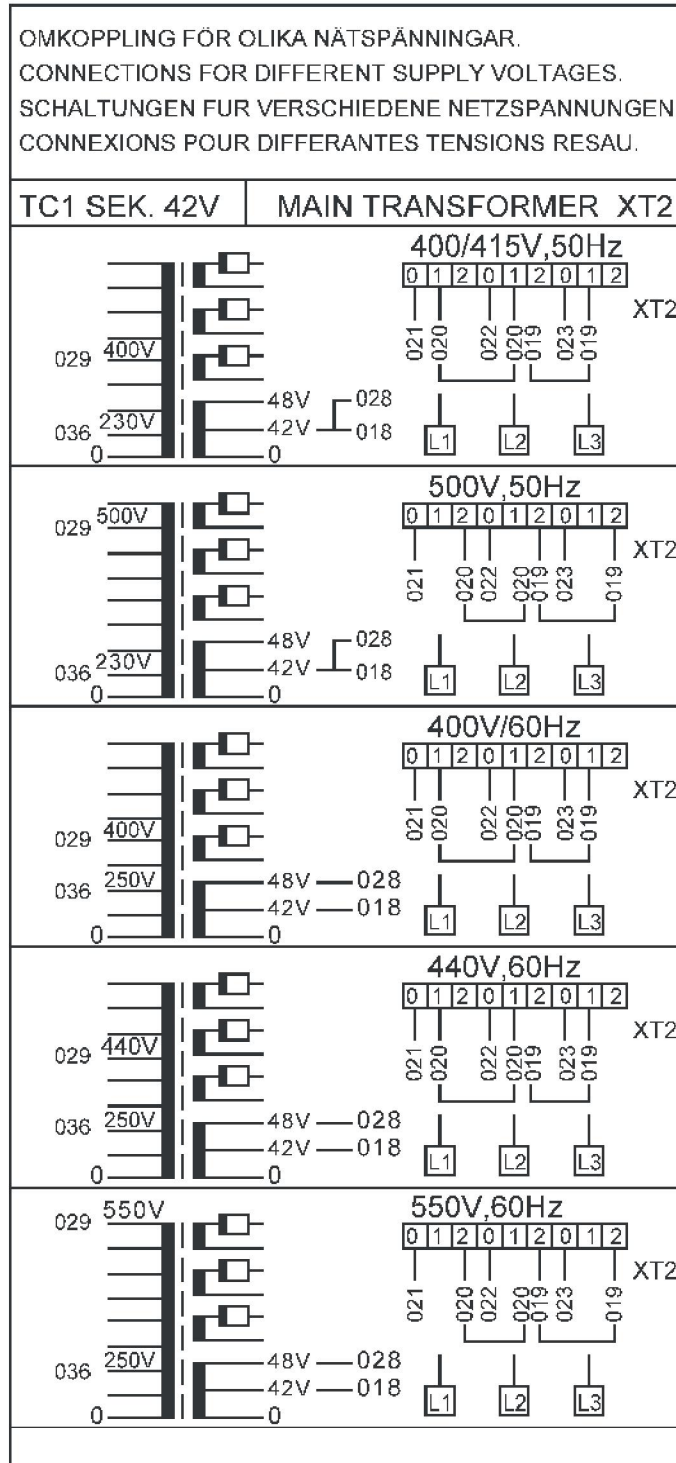 OMKOPPLING FÖR OLIKA NÄTSPÄNNINGAR.
CONNECTIONS FOR DIFFERENT SUPPLY VOLTAGES.
SCHALTUNGEN FUR VERSCHIEDENE NETZSPANNUNGEN
CONNEXIONS POUR DIFFERANTES TENSIONS RESAU.
TC1 SEK. 42V MAIN TRANSFORMER XT2
400/415V,50Hz
0 1 2 0 1 2 0 1 2
XT2
021 020 022 020 019 023 019
029 400V
48V 028
036 230V 42V 018
0 0
L1 L2 L3
500V,50Hz
0 1 2 0 1 2 0 1 2
029 500V
XT2
021 020 022 020 019 023 019
48V 028
036 230V 42V 018
0 0
L1 L2 L3
400V/60Hz
0 1 2 0 1 2 0 1 2
XT2
021 020 022 020 019 023 019
029 400V
036 250V 48V 028
42V 018
0 0
L1 L2 L3
440V,60Hz
0 1 2 0 1 2 0 1 2
XT2
029 440V
021 020 022 020 019 023 019
036 250V 48V 028
42V 018
0 0
L1 L2 L3
029 550V 550V,60Hz
0 1 2 0 1 2 0 1 2
XT2
021 020 022 020 019 023 019
036 250V 48V 028
42V 018
0 0
L1 L2 L3